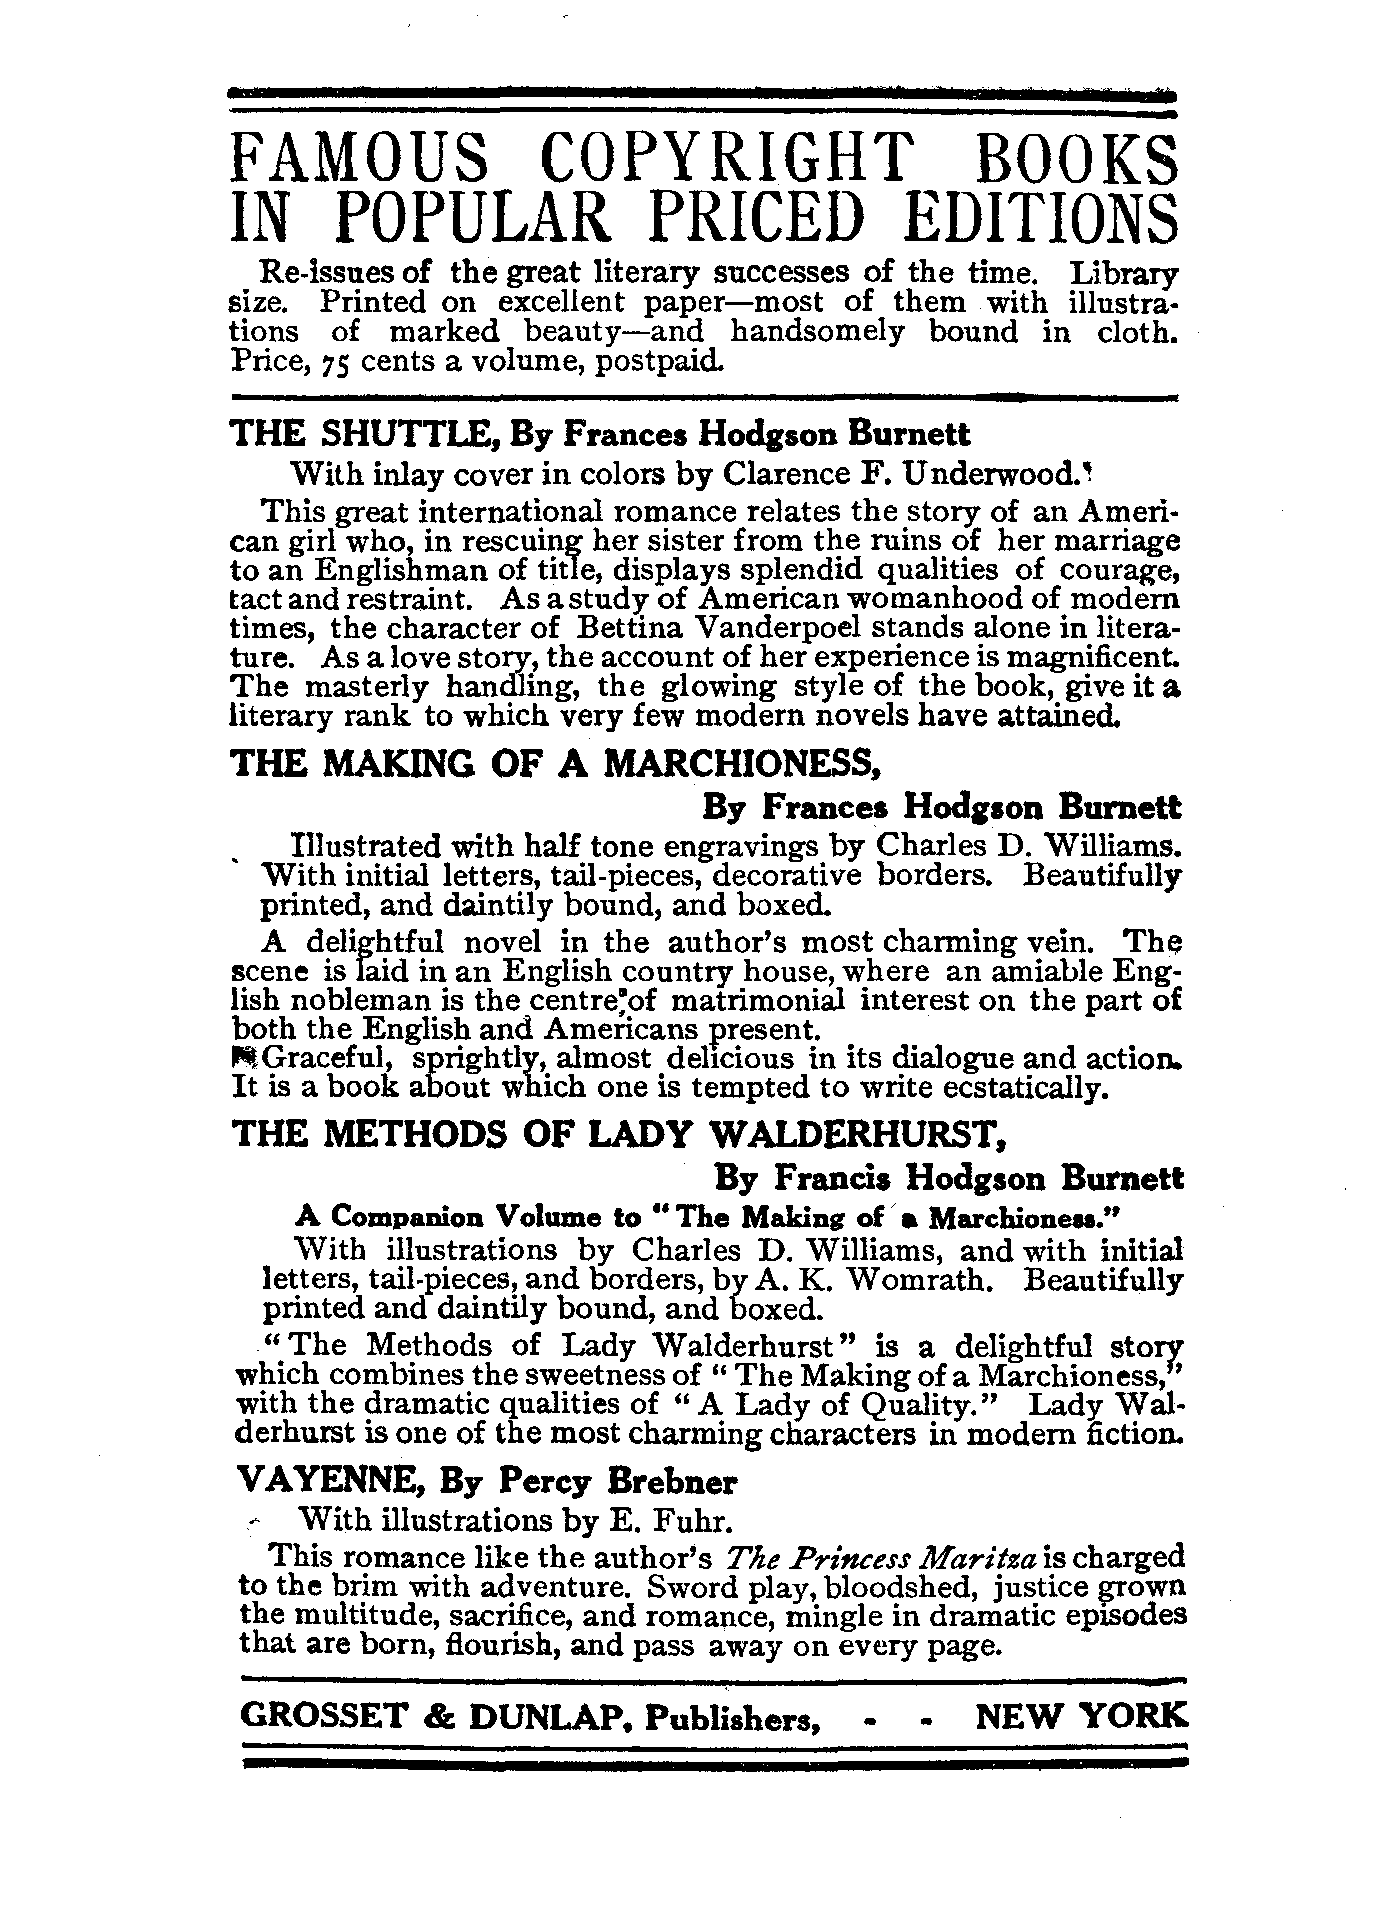 FAMOUS COPYRIGHT BOOKS
IN POPULAR PRICED EDITIONS
Re-issues of the great literary successes of the time. Library
size. Printed on excellent paper—most of them with illustra-
tions of marked beauty—and handsomely bound in cloth.
Price, 75 cents a volume, postpaid.
THE SHUTTLE, By Frances Hodgson Burnett
With inlay cover in colors by Clarence F. Underwood.
This great international romance relates the story of an Ameri-
can girl who, in rescuing her sister from the ruins of her marriage
to an Englishman of title, displays splendid qualities of courage,
tact and restraint. As a study of American womanhood of modern
times, the character of Bettina Vanderpoel stands alone in litera-
ture. As a love story, the account of her experience is magnificent.
The masterly handling, the glowing style of the book, give it a
literary rank to which very few modern novels have attained.
THE MAKING OF A MARCHIONESS,
By Frances Hodgson Burnett
Illustrated with half tone engravings by Charles D. Williams.
With initial letters, tail-pieces, decorative borders. Beautifully
printed, and daintily bound, and boxed.
A delightful novel in the author's most charming vein. The
scene is laid in an English country house, where an amiable Eng-
lish nobleman is the centre of matrimonial interest on the part of
both the English and Americans present.
Graceful, sprightly, almost delicious in its dialogue and action.
It is a book about which one is tempted to write ecstatically.
THE METHODS OF LADY WALDERHURST,
By Francis Hodgson Burnett
A Companion Volume to "The Making of a Marchioness."
With illustrations by Charles D. Williams, and with initial
letters, tail-pieces, and borders, by A. K. Womrath. Beautifully
printed and daintily bound, and boxed.
"The Methods of Lady Walderhurst" is a delightful story
which combines the sweetness of "The Making of a Marchioness,"
with the dramatic qualities of "A Lady of Quality." Lady Wal-
derhurst is one of the most charming characters in modern fiction.
VAYENNE, By Percy Brebner
With illustrations by E. Fuhr.
This romance like the author's The Princess Maritza is charged
to the brim with adventure. Sword play, bloodshed, justice grown
the multitude, sacrifice, and romance, mingle in dramatic episodes
that are born, flourish, and pass away on every page.
GROSSET & DUNLAP, Publishers, - - NEW YORK